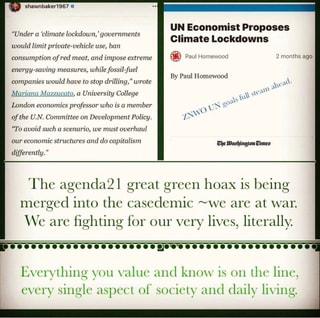 shawnbaker1967
"Under a 'climate lockdown,' governments
would limit private-vehicle use, ban
consumption of red meat, and impose extreme
energy-saving measures, while fossil-fuel
companies would have to stop drilling," wrote
Mariana Mazzucato, a University College
London economics professor who is a member
of the U.N. Committee on Development Policy.
"To avoid such a scenario, we must overhaul
our economic structures and do capitalism
differently."
UN Economist Proposes
Climate Lockdowns
Paul Homewood
2 months ago
By Paul Homewood
ZNWO UN goals full steam ahead.
The Washington Times
The agenda21 great green hoax is being
merged into the casedemic ~we are at war.
We are fighting for our very lives, literally.
Everything you value and know is on the line,
every single aspect of society and daily living.